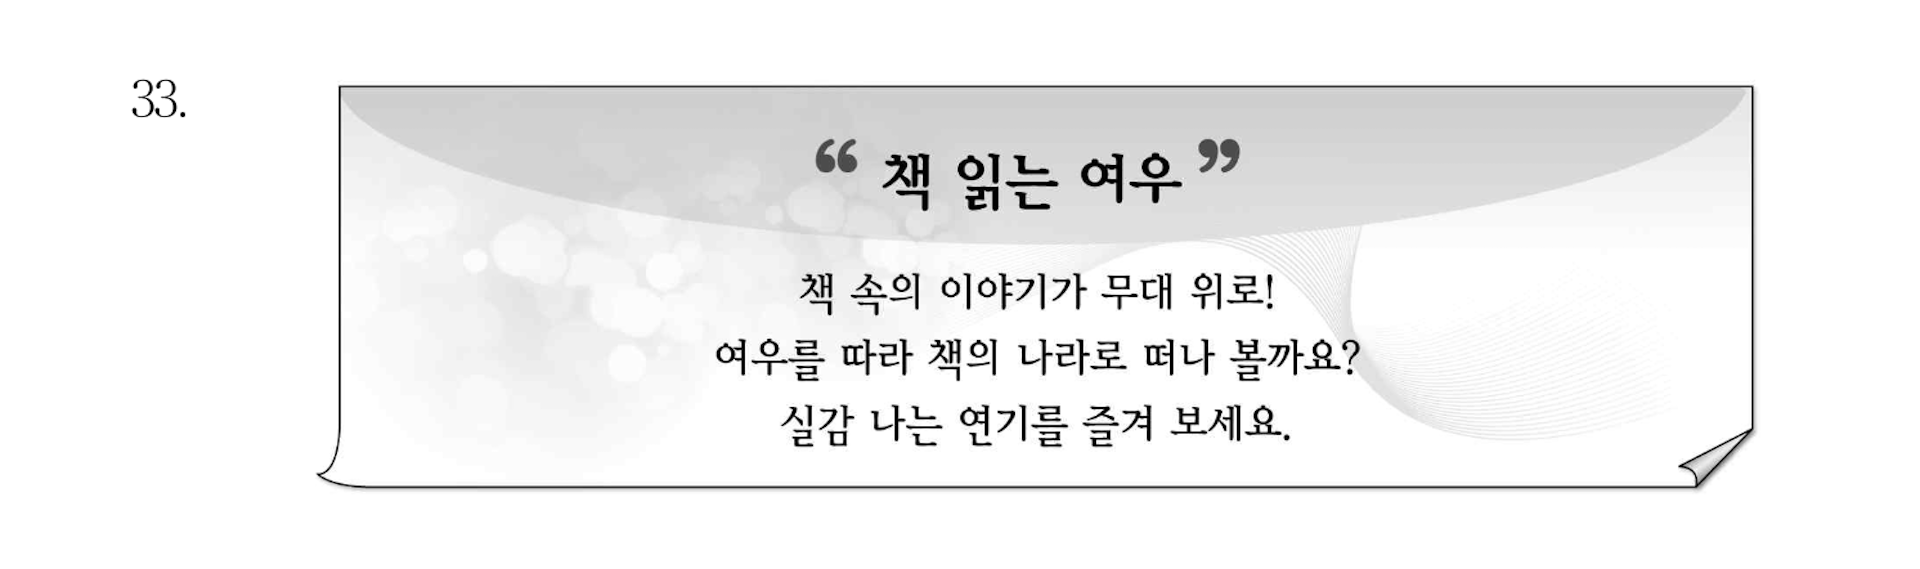 33.
“ 책 읽는 여우 ”
책 속의 이야기가 무대 위로!
여우를 따라 책의 나라로 떠나 볼까요?
실감 나는 연기를 즐겨 보세요.